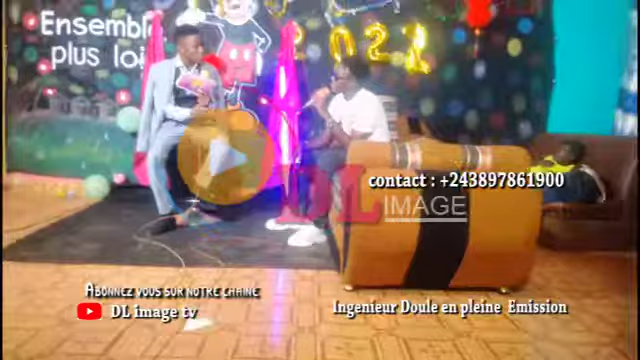 Ensemble
plus loi
2021
contact : +243897861900
DL IMAGE
Abonnez vous sur notre chaine
DL image tv
Ingenieur Doule en pleine Emission